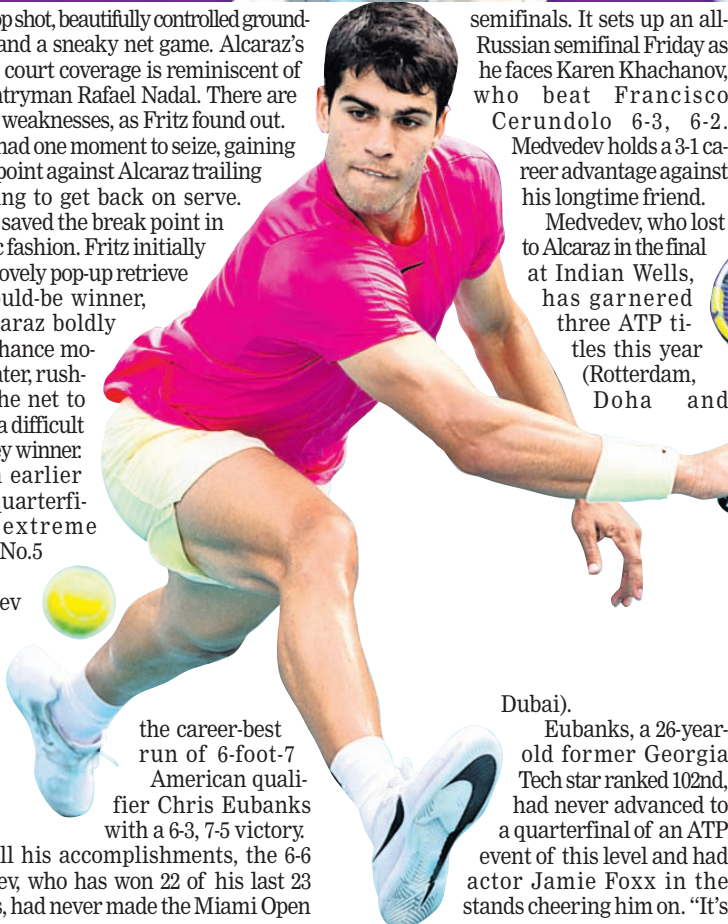 op shot, beautifully controlled ground-
and a sneaky net game. Alcaraz's
court coverage is reminiscent of
ntryman Rafael Nadal. There are
weaknesses, as Fritz found out.
had one moment to seize, gaining
point against Alcaraz trailing
ng to get back on serve.
saved the break point in
c fashion. Fritz initially
ovely pop-up retrieve
uld-be winner,
araz boldly
hance mo-
ter, rush-
he net to
a difficult
ey winner.
earlier
uarterfi-
extreme
No.5
ev
the career-best
run of 6-foot-7
American quali-
fier Chris Eubanks
with a 6-3, 7-5 victory.
ll his accomplishments, the 6-6
ev, who has won 22 of his last 23
s, had never made the Miami Open
semifinals. It sets up an all-
Russian semifinal Friday as
he faces Karen Khachanov,
who beat Francisco
Cerundolo 6-3, 6-2.
Medvedev holds a 3-1 ca-
reer advantage against
his longtime friend.
Medvedev, who lost
to Alcaraz in the final
at Indian Wells,
has garnered
three ATP ti-
tles this year
(Rotterdam,
Doha and
Dubai).
Eubanks, a 26-year-
old former Georgia
Tech star ranked 102nd,
had never advanced to
a quarterfinal of an ATP
event of this level and had
actor Jamie Foxx in the
stands cheering him on. “It's